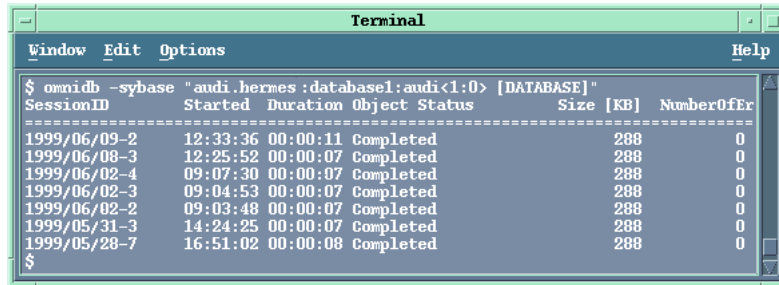 Terminal
Window Edit Options Help
$ omnidb -sybase "audi.hermes:database1:audi<1:0> [DATABASE]"
SessionID Started Duration Object Status Size [KB] NumberOfEr
===========================================================================
1999/06/09-2 12:33:36 00:00:11 Completed 288 0
1999/06/08-3 12:25:52 00:00:07 Completed 288 0
1999/06/02-4 09:07:30 00:00:07 Completed 288 0
1999/06/02-3 09:04:53 00:00:07 Completed 288 0
1999/06/02-2 09:03:48 00:00:07 Completed 288 0
1999/05/31-3 14:24:25 00:00:07 Completed 288 0
1999/05/28-7 16:51:02 00:00:08 Completed 288 0
$